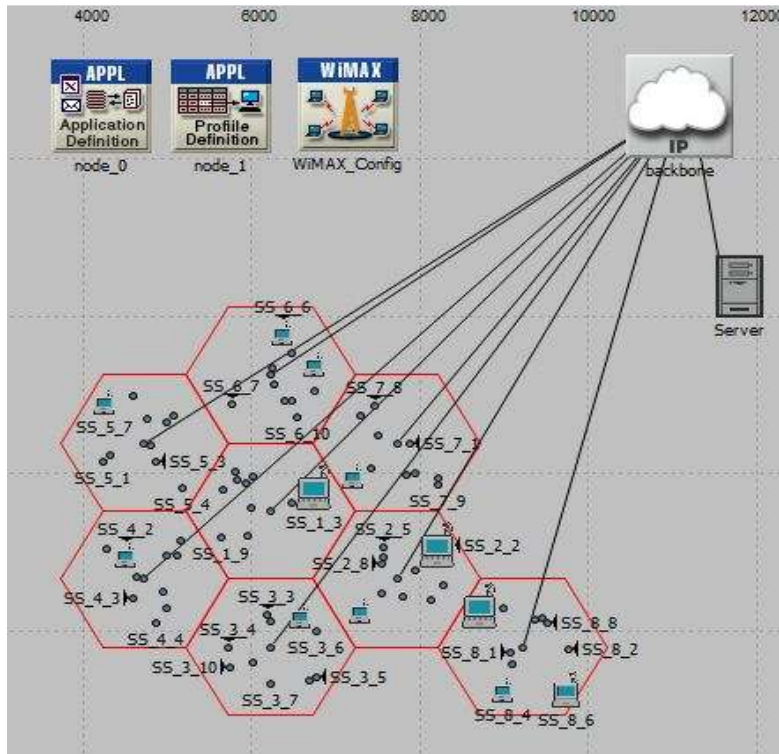 4000 6000 8000 10000 12000
APPL
Application
Definition
node_0
APPL
Profile
Definition
node_1
WiMAX
WiMAX_Config
IP
backbone
Server
SS_6_6
SS_6_7
SS_7_8
SS_5_7
SS_6_10
SS_7_1
SS_5_3
SS_5_1
SS_7_9
SS_5_4
SS_1_3
SS_4_2
SS_2_5
SS_1_9
SS_2_2
SS_2_8
SS_4_3
SS_3_3
SS_8_8
SS_3_4
SS_4_4
SS_3_6
SS_8_1
SS_8_2
SS_3_10
SS_3_5
SS_3_7
SS_8_4
SS_8_6